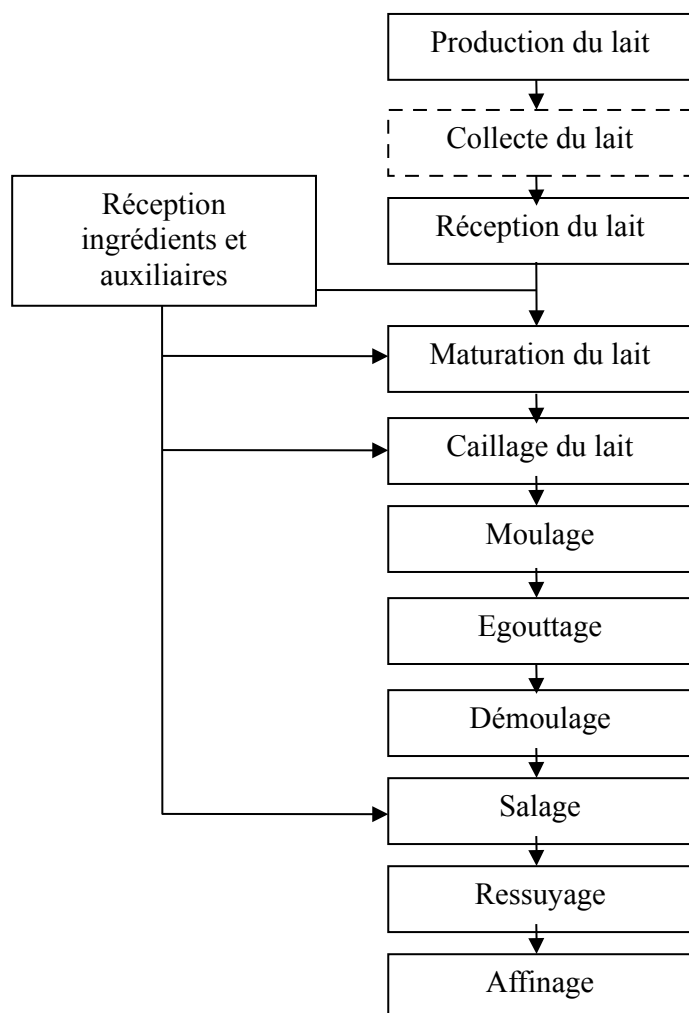 Production du lait
Collecte du lait
Réception
ingrédients et
auxiliaires
Réception du lait
Maturation du lait
Caillage du lait
Moulage
Egouttage
Démoulage
Salage
Ressuyage
Affinage